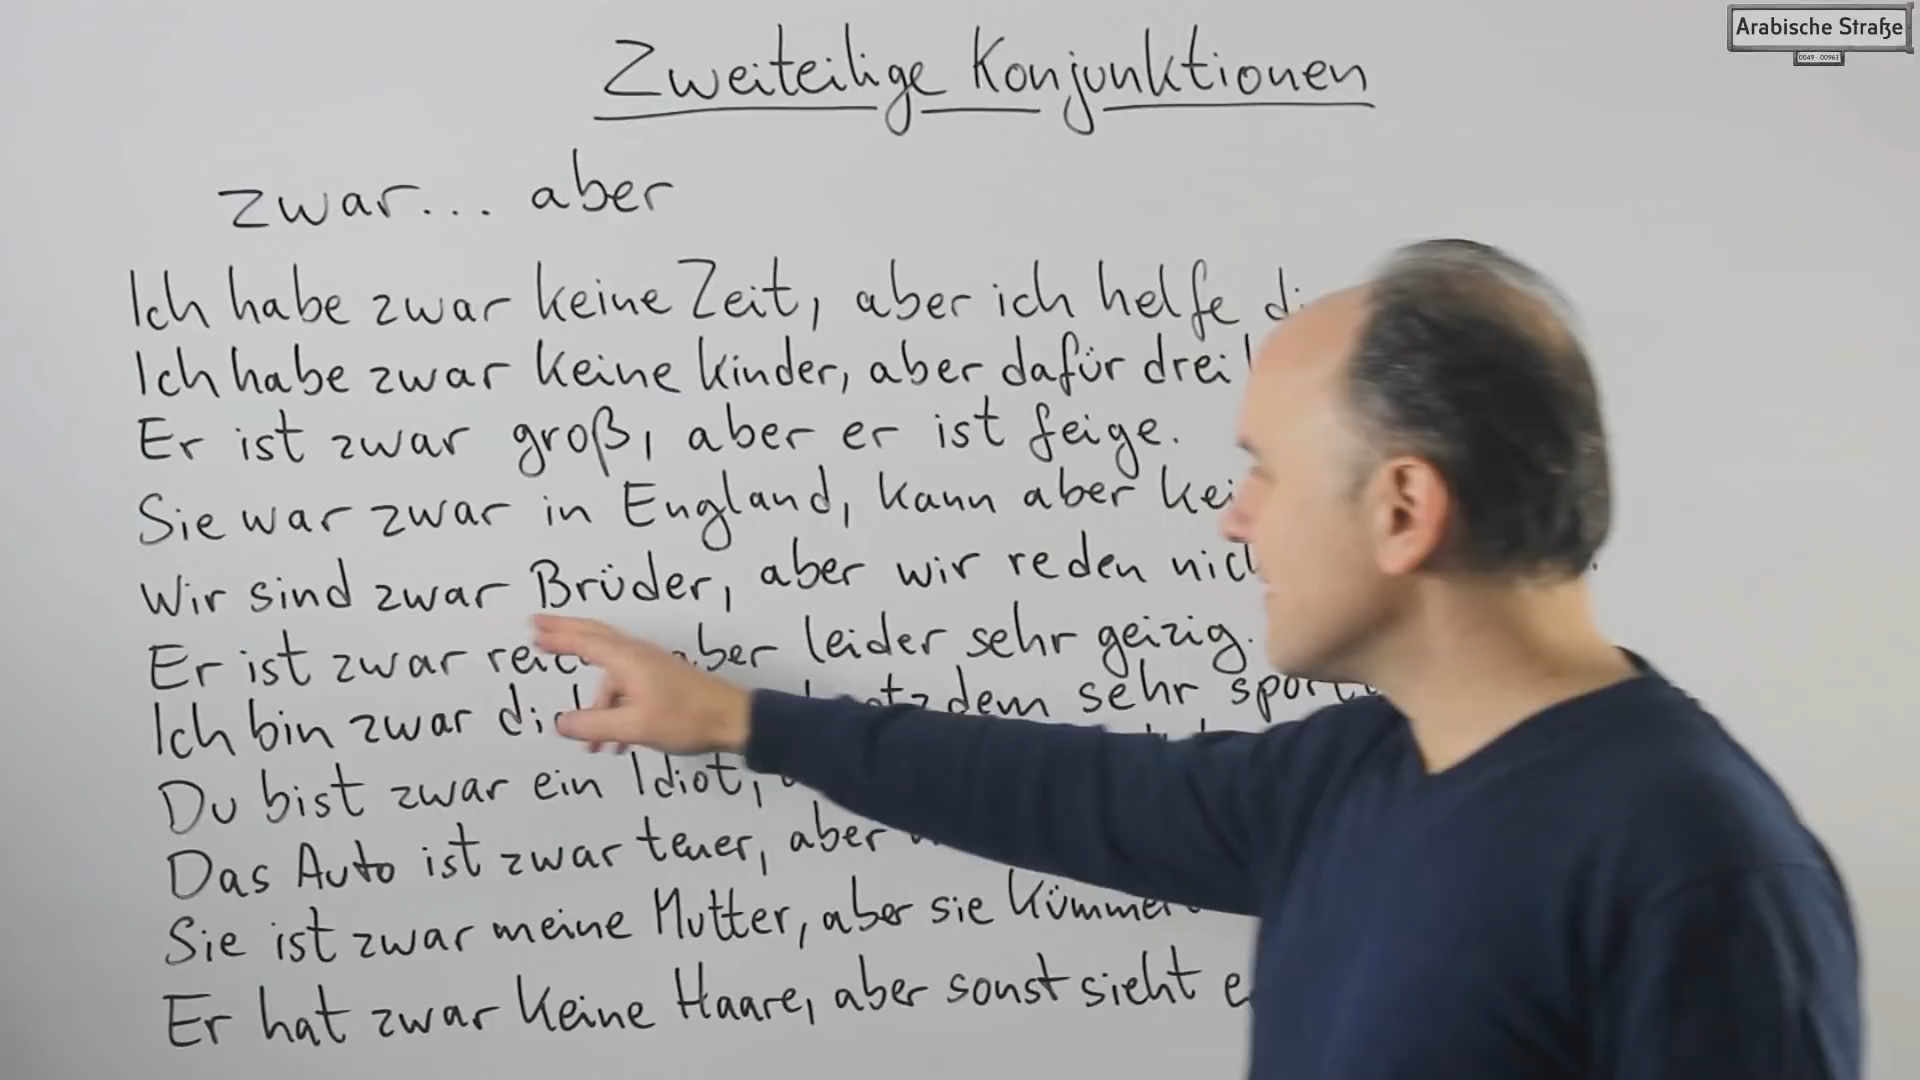 Arabische Straße
0049 - 00963
Zweiteilige Konjunktionen
zwar... aber
Ich habe zwar keine Zeit, aber ich helfe
Ich habe zwar keine Kinder, aber dafür drei
Er ist zwar groß, aber er ist feige.
Sie war zwar in England, kann aber
Wir sind zwar Brüder, aber wir reden
Er ist zwar aber leider sehr geizig.
Ich bin zwar sehr
Du bist zwar ein Idiot,
Das Auto ist zwar teuer, aber
Sie ist zwar meine Mutter, aber sie
Er hat zwar keine Haare, aber sonst sieht